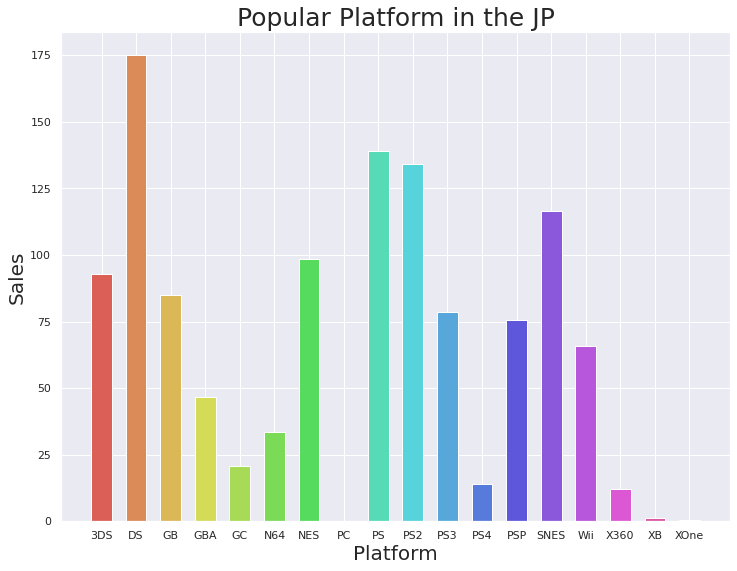 Popular Platform in the JP
Sales
175
150
125
100
75
50
25
0
3DS DS GB GBA GC N64 NES PC PS PS2 PS3 PS4 PSP SNES Wii X360 XB XOne
Platform